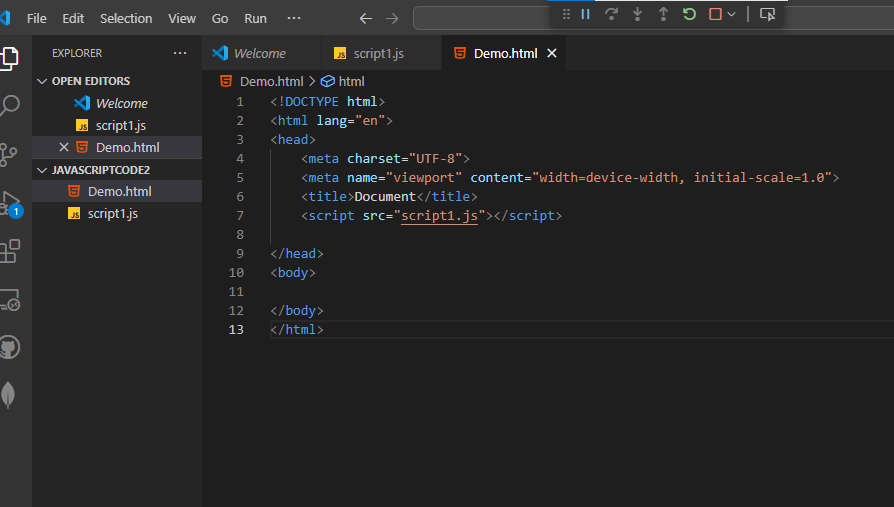 File Edit Selection View Go Run ···
EXPLORER ···
OPEN EDITORS
Welcome
JS script1.js
Demo.html
JAVASCRIPTCODE2
Demo.html
JS script1.js
1
Welcome JS script1.js Demo.html
Demo.html > html
1 <!DOCTYPE html>
2 <html lang="en">
3 <head>
4 <meta charset="UTF-8">
5 <meta name="viewport" content="width=device-width, initial-scale=1.0">
6 <title>Document</title>
7 <script src="script1.js"></script>
8
9 </head>
10 <body>
11
12 </body>
13 </html>